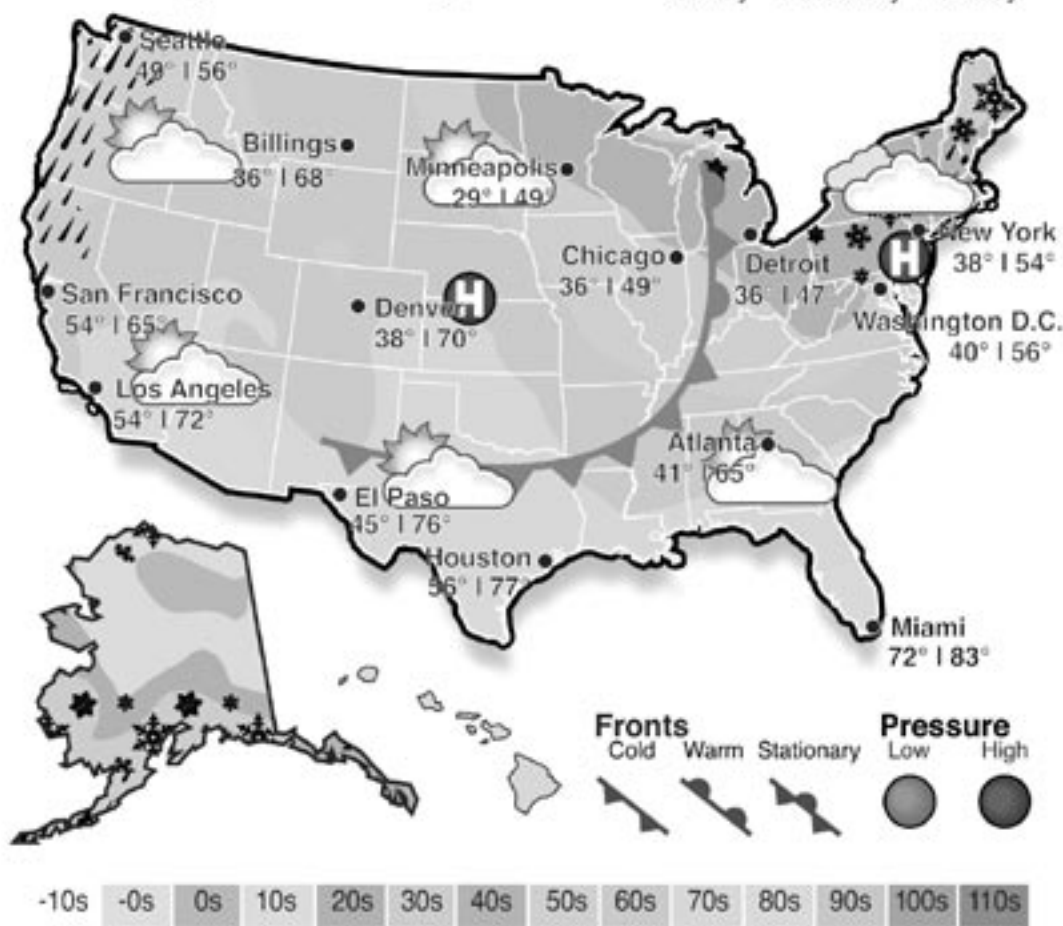 Seattle
49° | 56°
Billings
36° | 68°
Minneapolis
29° | 49°
New York
38° | 54°
Chicago
36° | 49°
Detroit
36° | 47
H
San Francisco
54° | 65°
Denver
38° | 70°
H
Washington D.C.
40° | 56°
Los Angeles
54° | 72°
Atlanta
41° | 65°
El Paso
45° | 76°
Houston
56° | 77°
Miami
72° | 83°
Fronts
Cold Warm Stationary
Pressure
Low High
-10s -0s 0s 10s 20s 30s 40s 50s 60s 70s 80s 90s 100s 110s